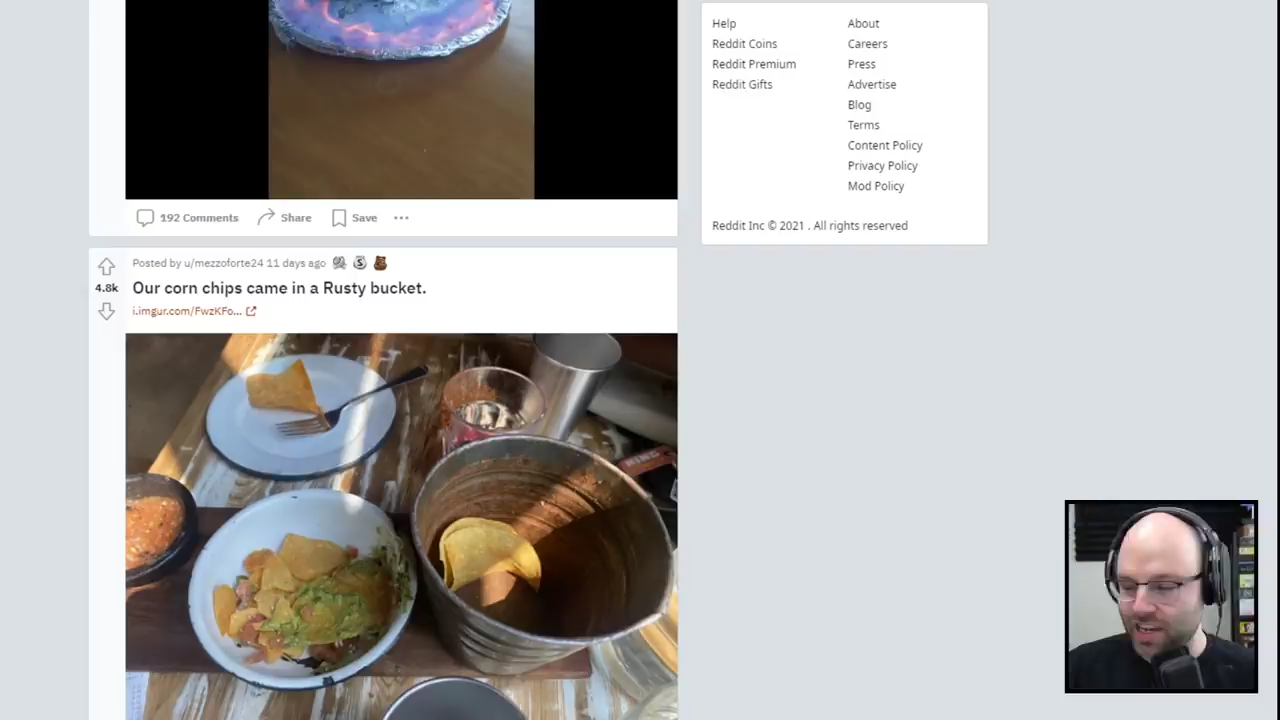 Help
About
Reddit Coins
Careers
Reddit Premium
Press
Reddit Gifts
Advertise
Blog
Terms
Content Policy
Privacy Policy
Mod Policy
Reddit Inc © 2021 . All rights reserved
192 Comments
Share
Save
Posted by u/mezzoforte24 11 days ago
4.8k
Our corn chips came in a Rusty bucket.
i.imgur.com/FwzKFo...